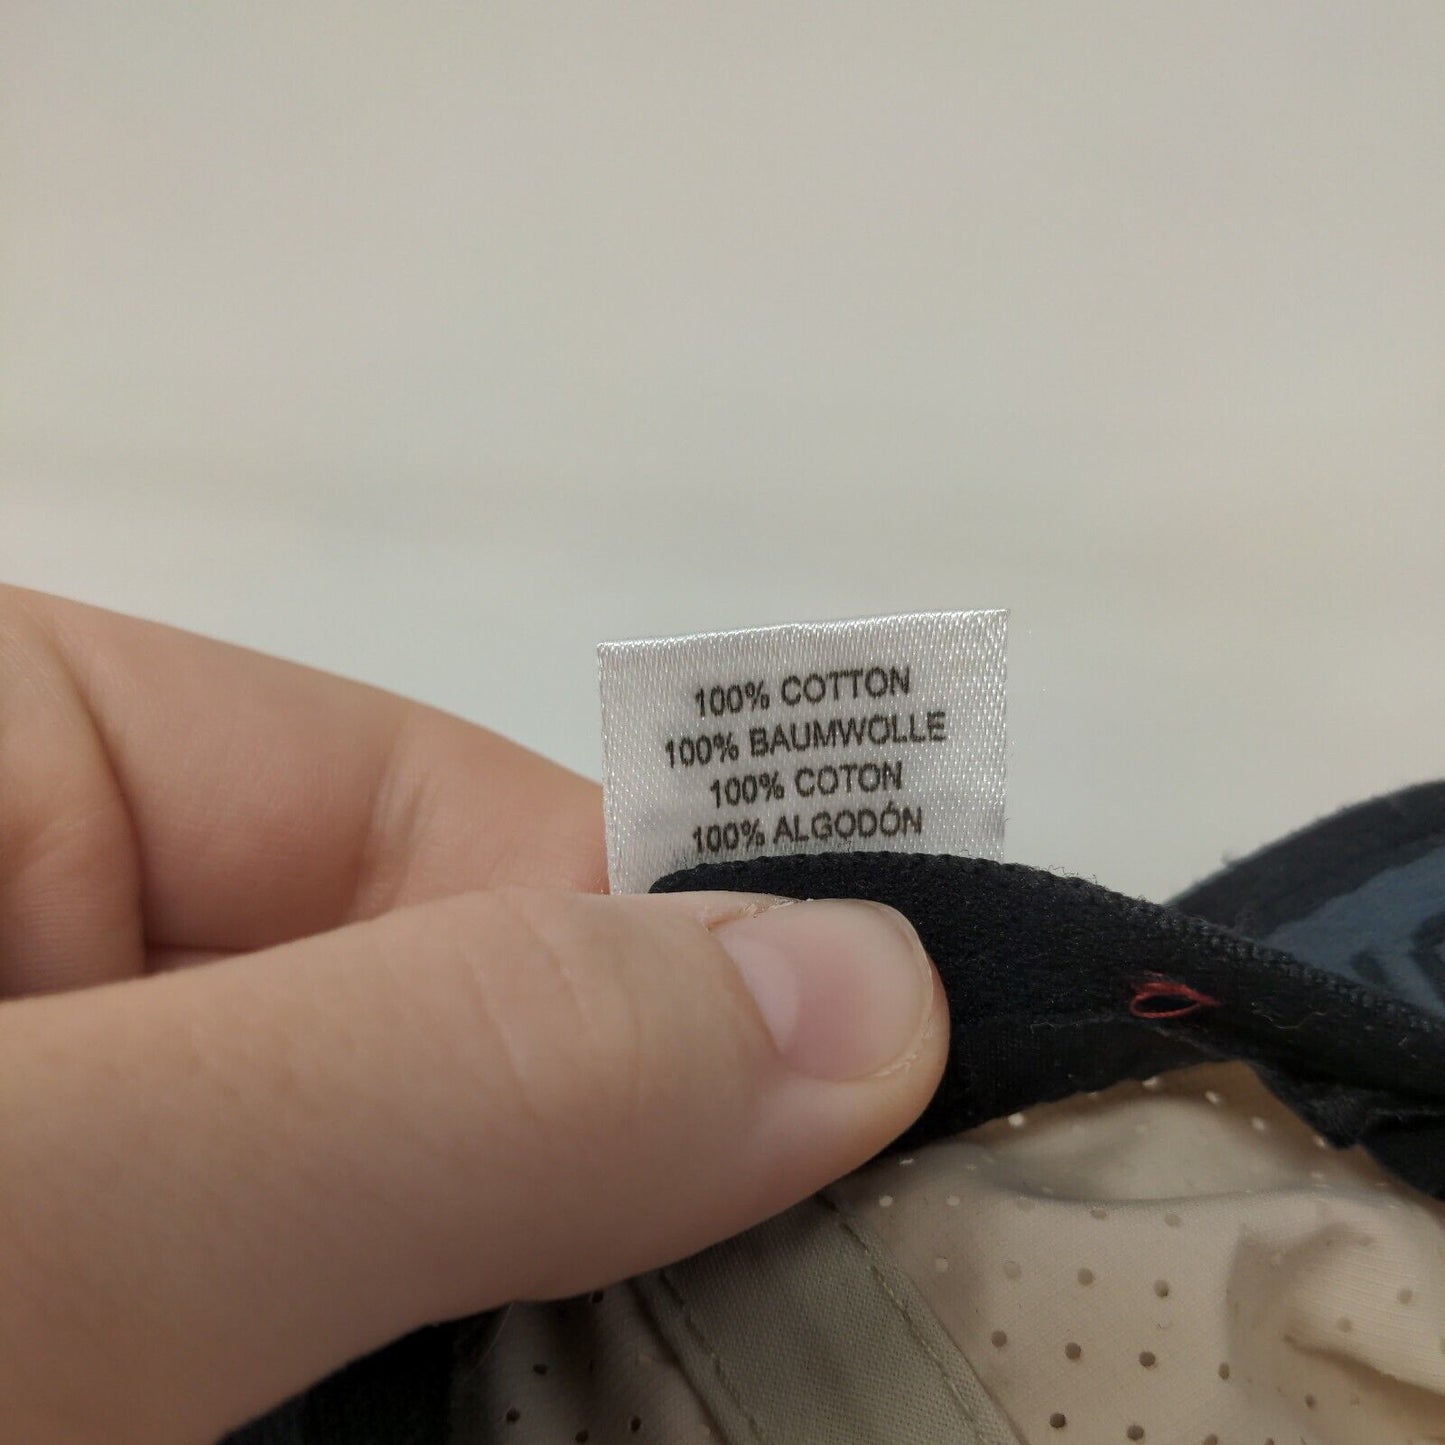 100% COTTON
100% BAUMWOLLE
100% COTON
100% ALGODÓN